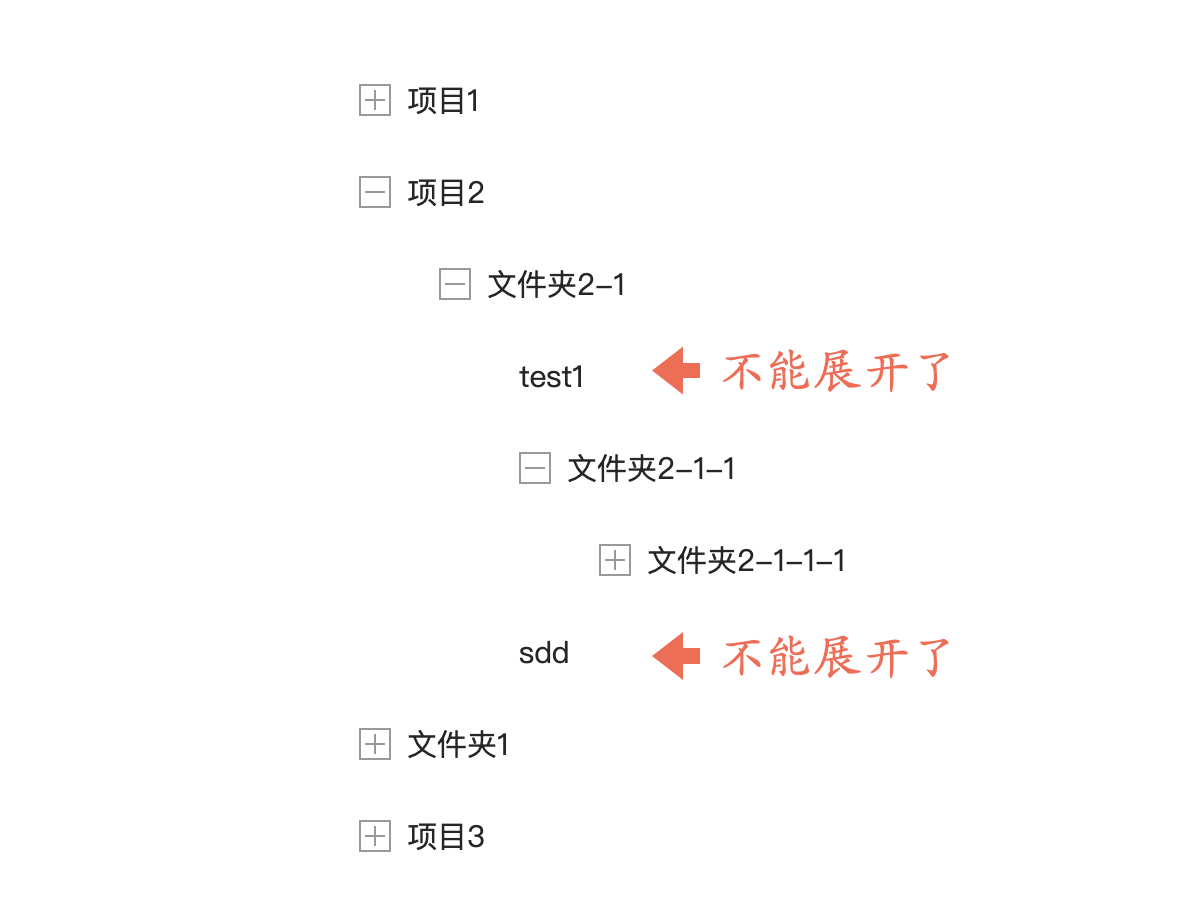 项目1
项目2
文件夹2-1
test1 不能展开了
文件夹2-1-1
文件夹2-1-1-1
sdd 不能展开了
文件夹1
项目3